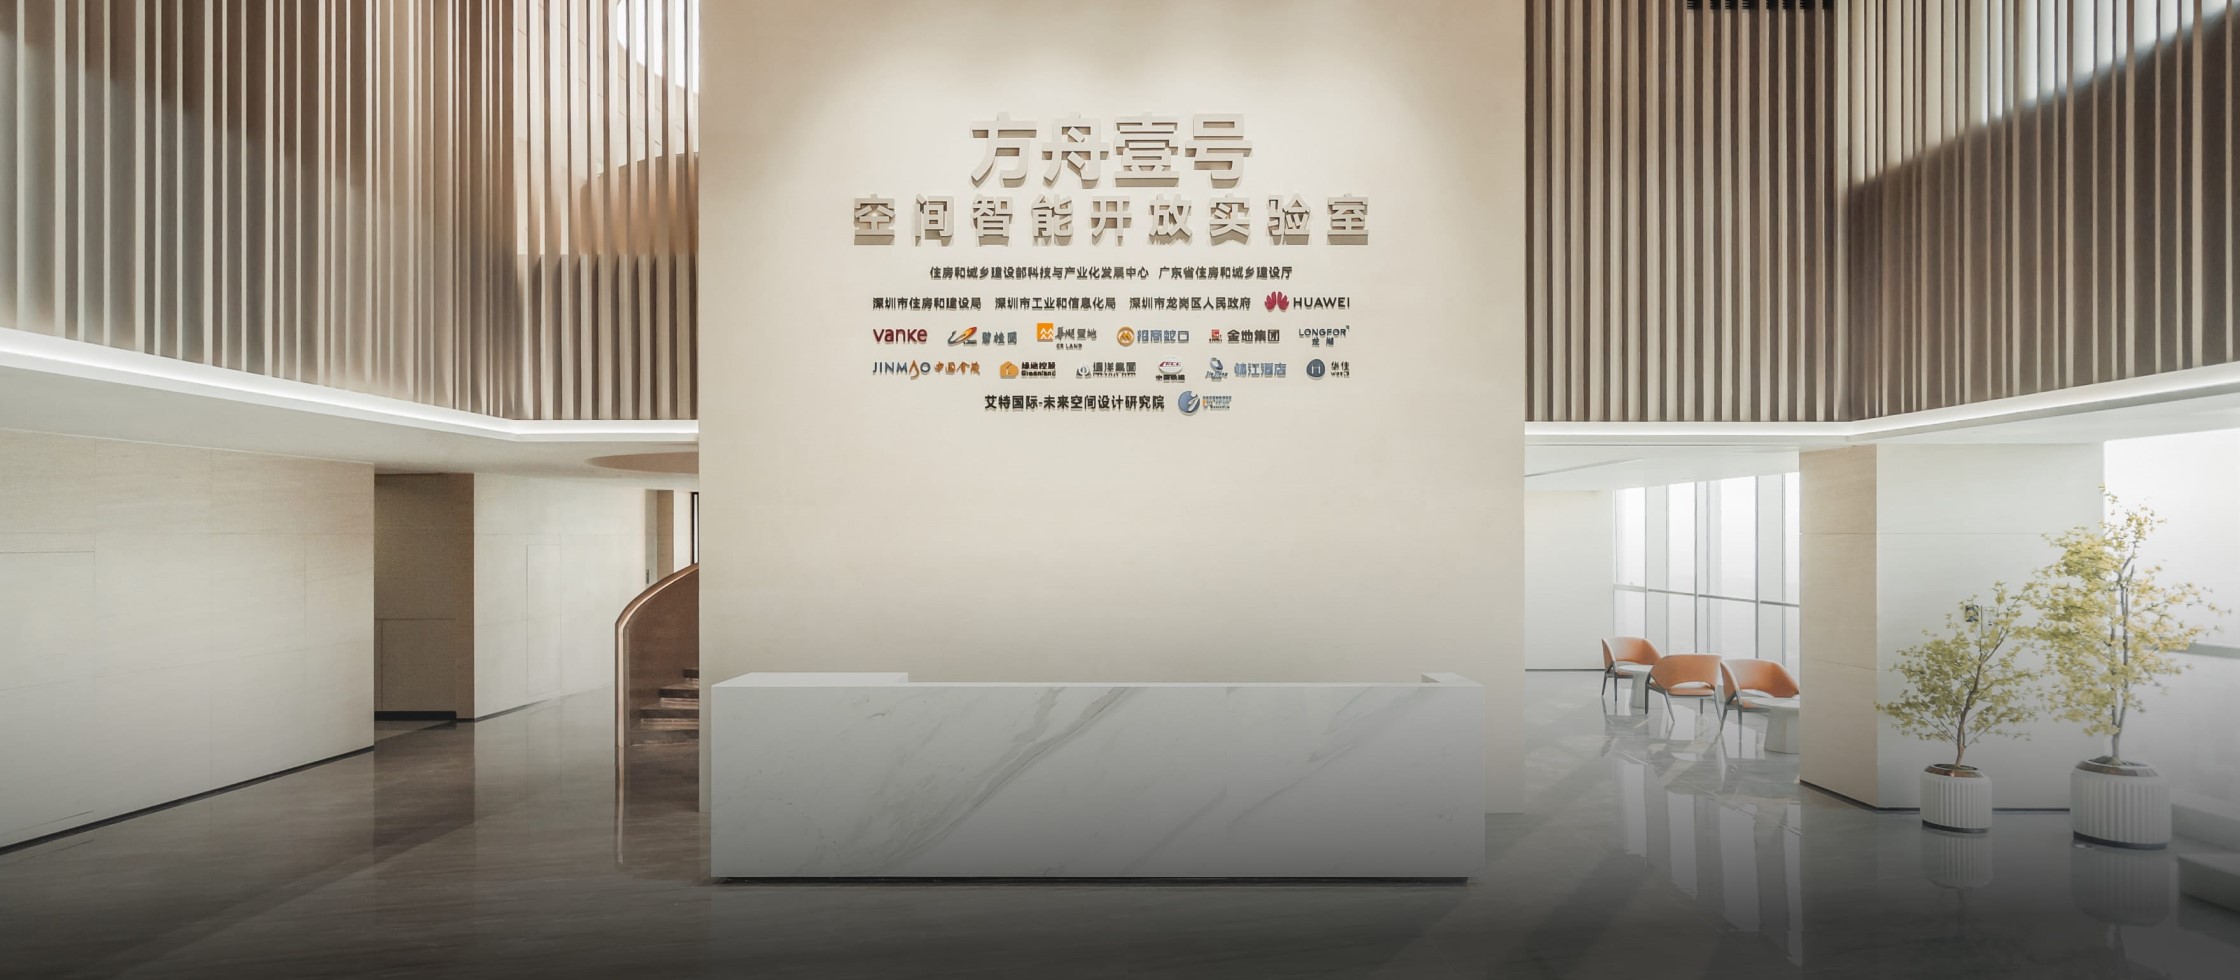 方舟壹号
空间智能开放实验室
住房和城乡建设部科技与产业化发展中心 广东省住房和城乡建设厅
深圳市住房和建设局 深圳市工业和信息化局 深圳市龙岗区人民政府 HUAWEI
vanke 碧桂园 华润置地 CR LAND 招商蛇口 金地集团 LONGFOR 龙湖
JINMAO 中国金茂 绿地控股 Greenland 远洋集团 中国铁建 锦江酒店 华住
艾特国际-未来空间设计研究院